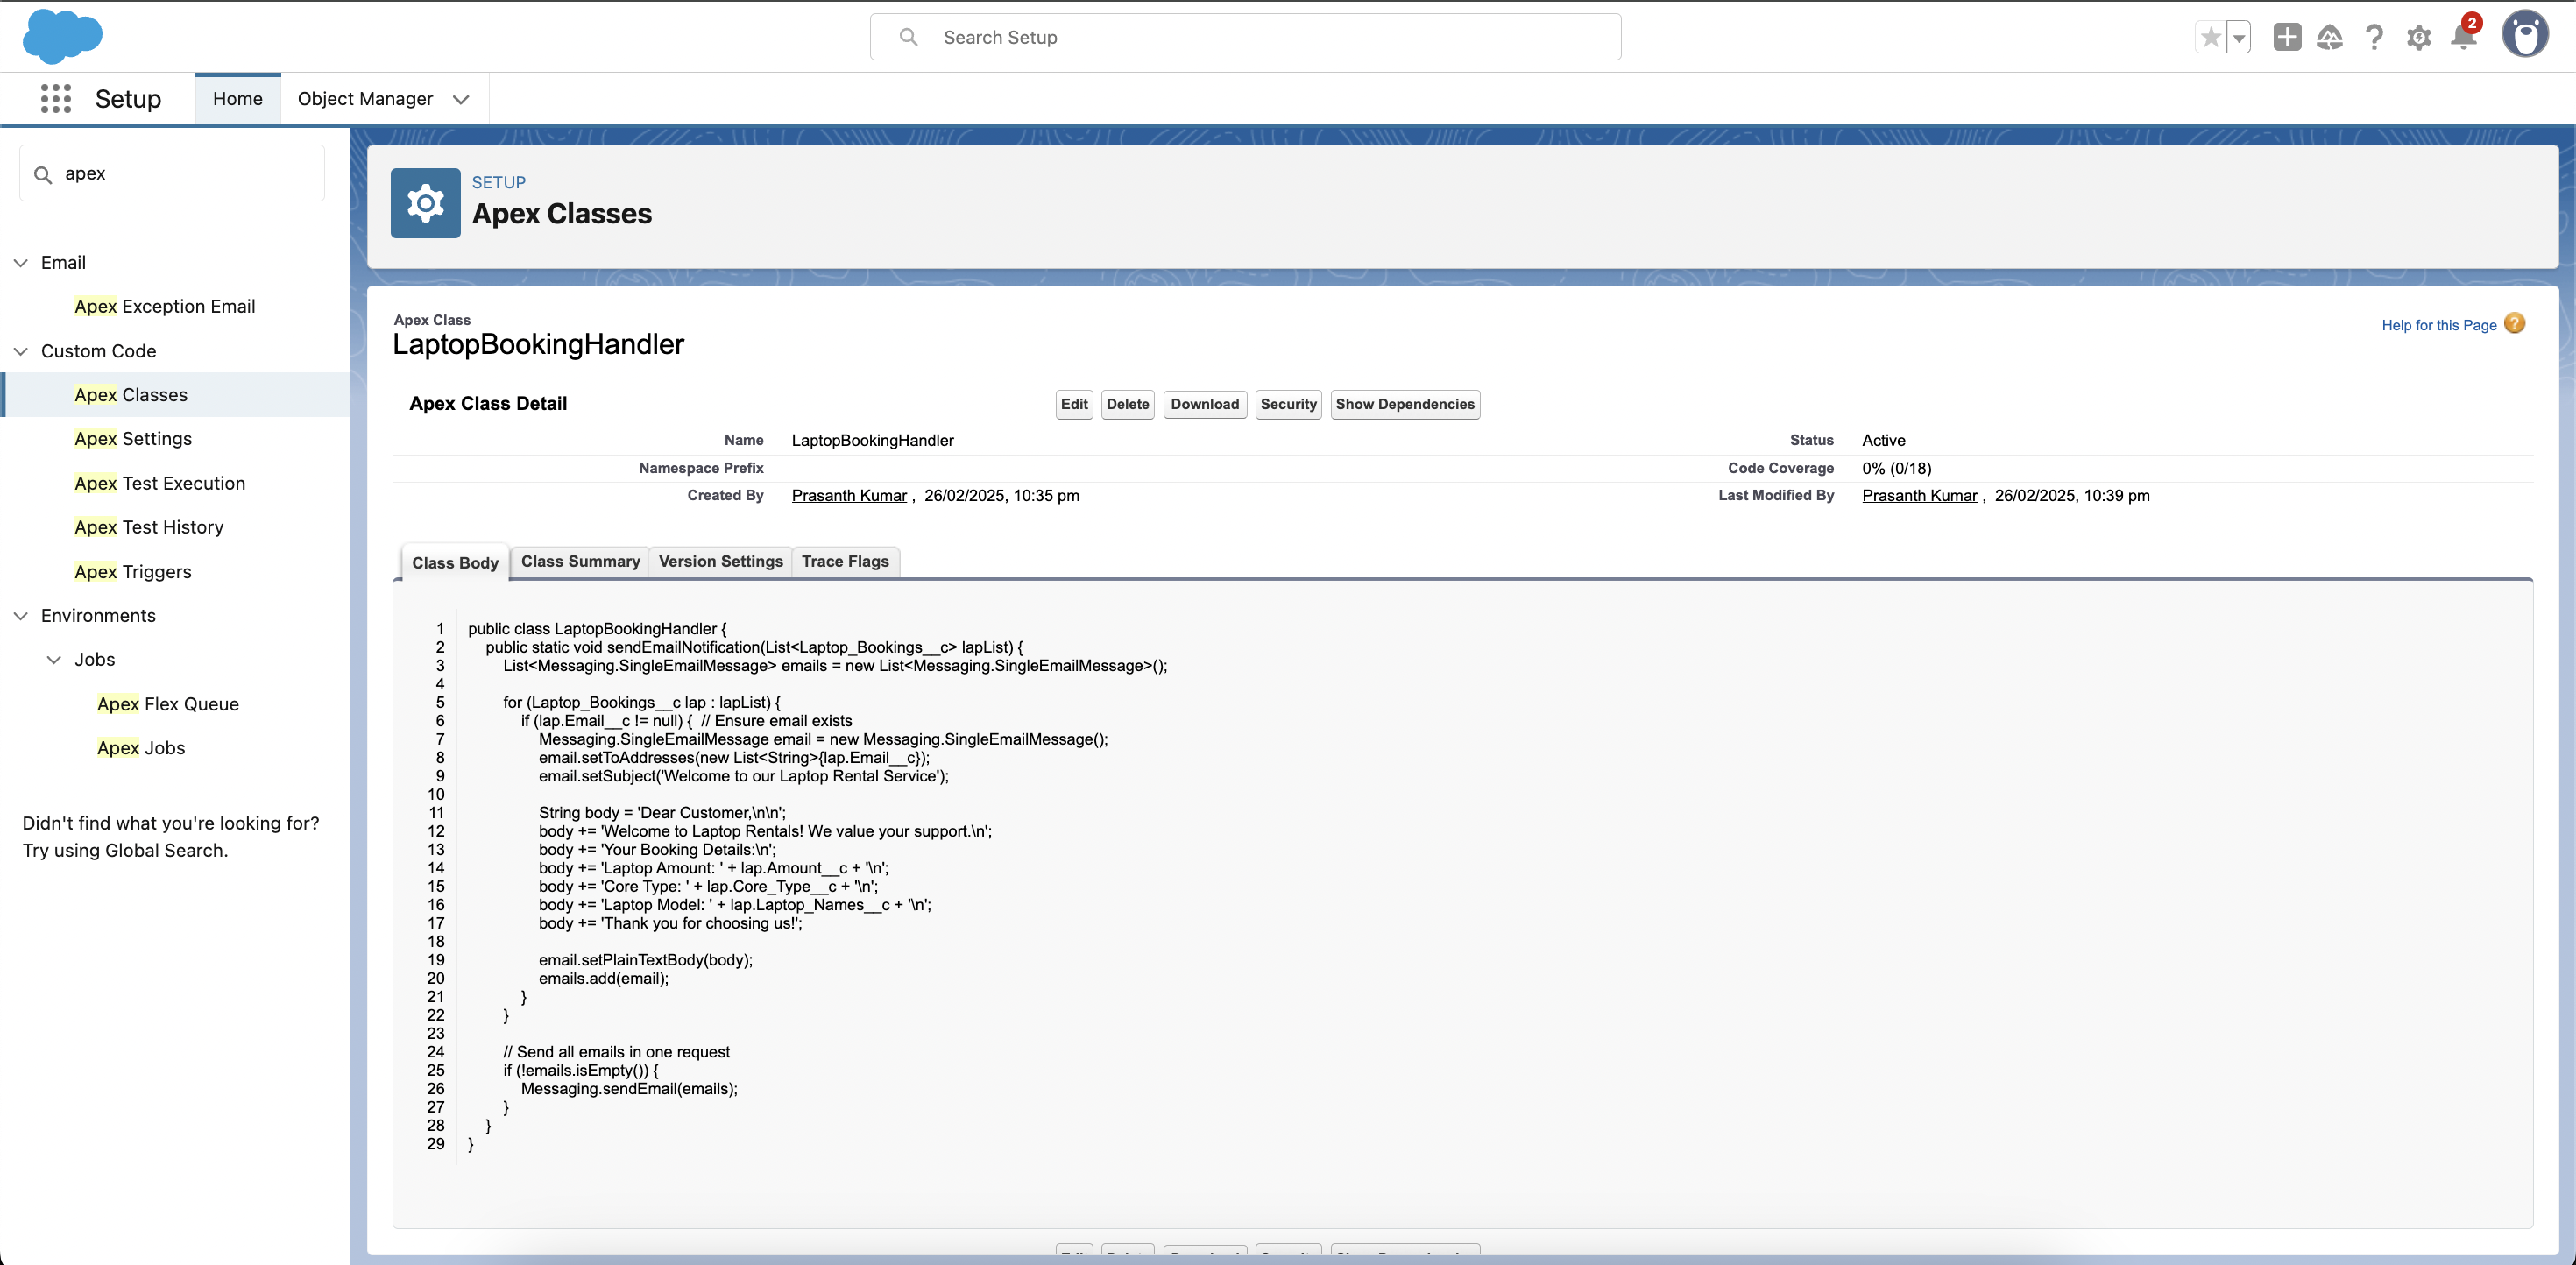 Search Setup
2
Setup
Home
Object Manager
apex
Email
Apex Exception Email
Custom Code
Apex Classes
Apex Settings
Apex Test Execution
Apex Test History
Apex Triggers
Environments
Jobs
Apex Flex Queue
Apex Jobs
Didn't find what you're looking for?
Try using Global Search.
SETUP
Apex Classes
Apex Class
LaptopBookingHandler
Help for this Page ?
Apex Class Detail
Edit Delete Download Security Show Dependencies
Name LaptopBookingHandler Status Active
Namespace Prefix Code Coverage 0% (0/18)
Created By Prasanth Kumar , 26/02/2025, 10:35 pm Last Modified By Prasanth Kumar , 26/02/2025, 10:39 pm
Class Body Class Summary Version Settings Trace Flags
1 public class LaptopBookingHandler {
2 public static void sendEmailNotification(List<Laptop_Bookings__c> lapList) {
3 List<Messaging.SingleEmailMessage> emails = new List<Messaging.SingleEmailMessage>();
4
5 for (Laptop_Bookings__c lap : lapList) {
6 if (lap.Email__c != null) { // Ensure email exists
7 Messaging.SingleEmailMessage email = new Messaging.SingleEmailMessage();
8 email.setToAddresses(new List<String>{lap.Email__c});
9 email.setSubject('Welcome to our Laptop Rental Service');
10
11 String body = 'Dear Customer,\n\n';
12 body += 'Welcome to Laptop Rentals! We value your support.\n';
13 body += 'Your Booking Details:\n';
14 body += 'Laptop Amount: ' + lap.Amount__c + '\n';
15 body += 'Core Type: ' + lap.Core_Type__c + '\n';
16 body += 'Laptop Model: ' + lap.Laptop_Names__c + '\n';
17 body += 'Thank you for choosing us!';
18
19 email.setPlainTextBody(body);
20 emails.add(email);
21 }
22 }
23
24 // Send all emails in one request
25 if (!emails.isEmpty()) {
26 Messaging.sendEmail(emails);
27 }
28 }
29 }